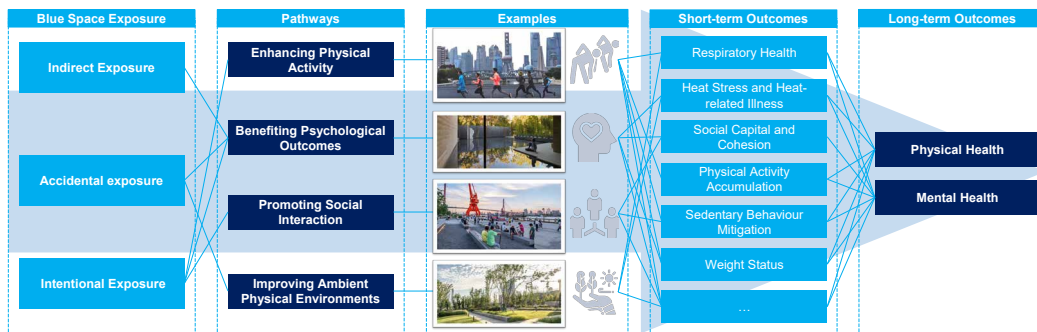 Blue Space Exposure
Pathways
Examples
Short-term Outcomes
Long-term Outcomes
Indirect Exposure
Accidental exposure
Intentional Exposure
Enhancing Physical
Activity
Benefiting Psychological
Outcomes
Promoting Social
Interaction
Improving Ambient
Physical Environments
Respiratory Health
Heat Stress and Heat-
related Illness
Social Capital and
Cohesion
Physical Activity
Accumulation
Sedentary Behaviour
Mitigation
Weight Status
…
Physical Health
Mental Health